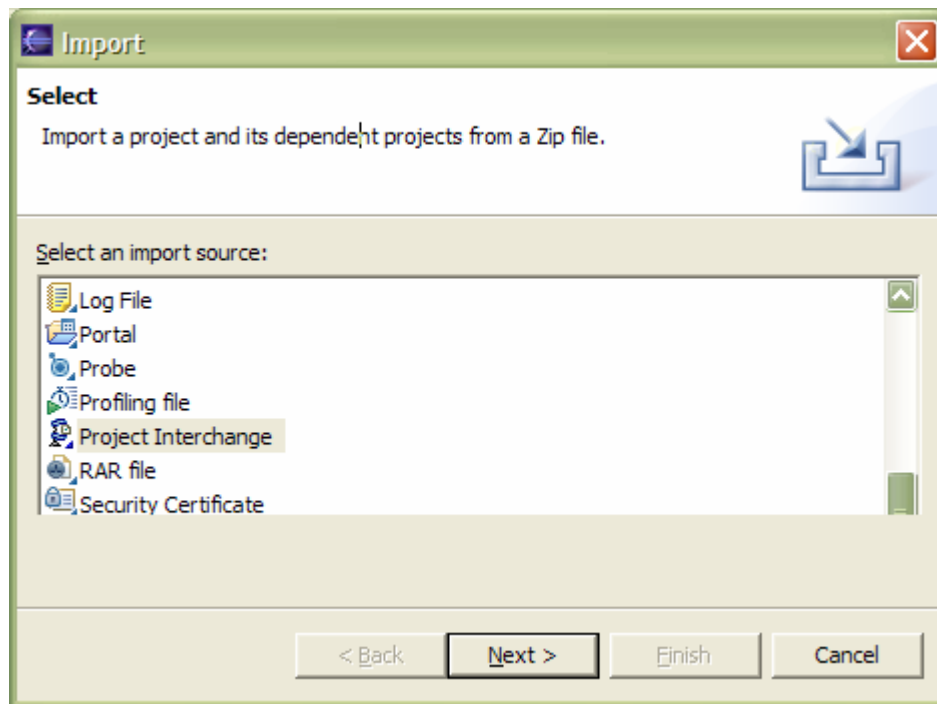 Import
Select
Import a project and its dependent projects from a Zip file.
Select an import source:
Log File
Portal
Probe
Profiling file
Project Interchange
RAR file
Security Certificate
< Back Next > Finish Cancel